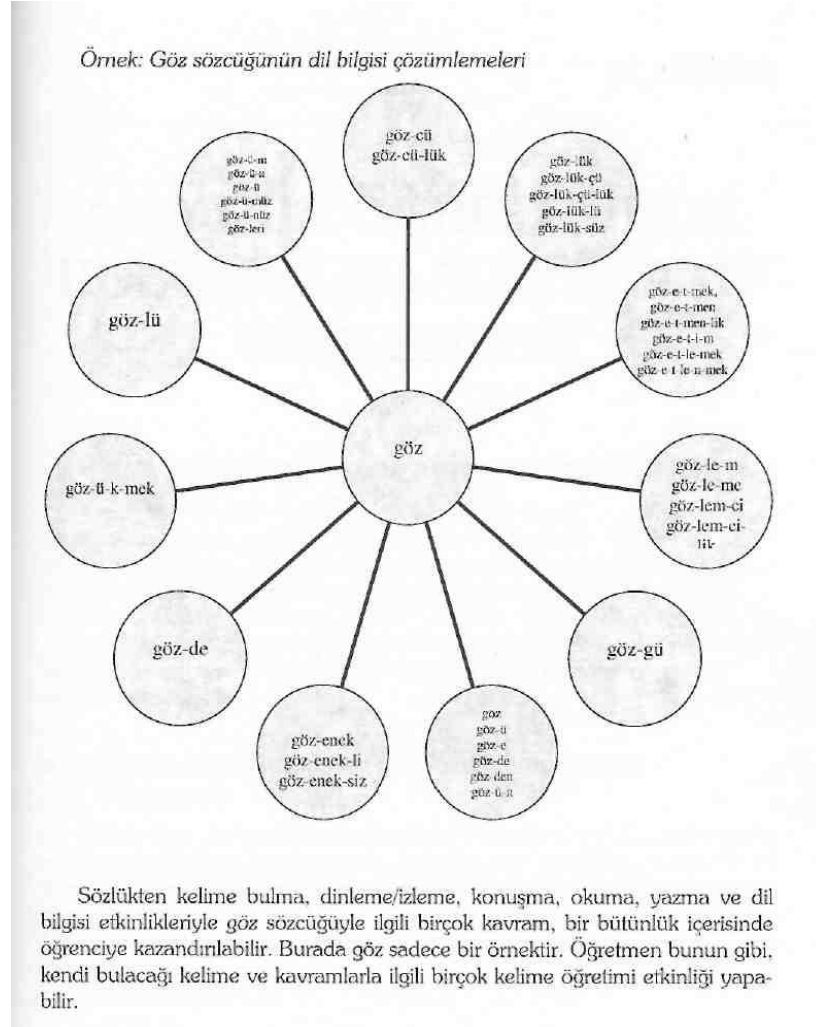 Örnek: Göz sözcüğünün dil bilgisi çözümlemeleri
göz-cü
göz-cü-lük
göz-ü-m
göz-ü-n
göz-ü
göz-ü-müz
göz-ü-nüz
göz-leri
göz-lük
göz-lük-çü
göz-lük-çü-lük
göz-lük-lü
göz-lük-süz
göz-lü
göz-e-t-mek,
göz-e-t-men
göz-e-t-men-lik
göz-e-t-i-m
göz-e-t-le-mek
göz-e-t-le-n-mek
göz
göz-ü-k-mek
göz-le-m
göz-le-me
göz-lem-ci
göz-lem-ci-
lik
göz-de
göz-gü
göz-enek
göz-enek-li
göz-enek-siz
göz
göz-ü
göz-e
göz-de
göz-den
göz-ü-n
Sözlükten kelime bulma, dinleme/izleme, konuşma, okuma, yazma ve dil
bilgisi etkinlikleriyle göz sözcüğüyle ilgili birçok kavram, bir bütünlük içerisinde
öğrenciye kazandırılabilir. Burada göz sadece bir örnektir. Öğretmen bunun gibi,
kendi bulacağı kelime ve kavramlarla ilgili birçok kelime öğretimi etkinliği yapa-
bilir.